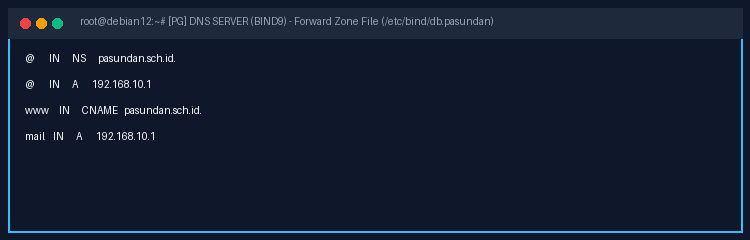 root@debian12:~# [PG] DNS SERVER (BIND9) - Forward Zone File (/etc/bind/db.pasundan)
@ IN NS pasundan.sch.id.
@ IN A 192.168.10.1
www IN CNAME pasundan.sch.id.
mail IN A 192.168.10.1